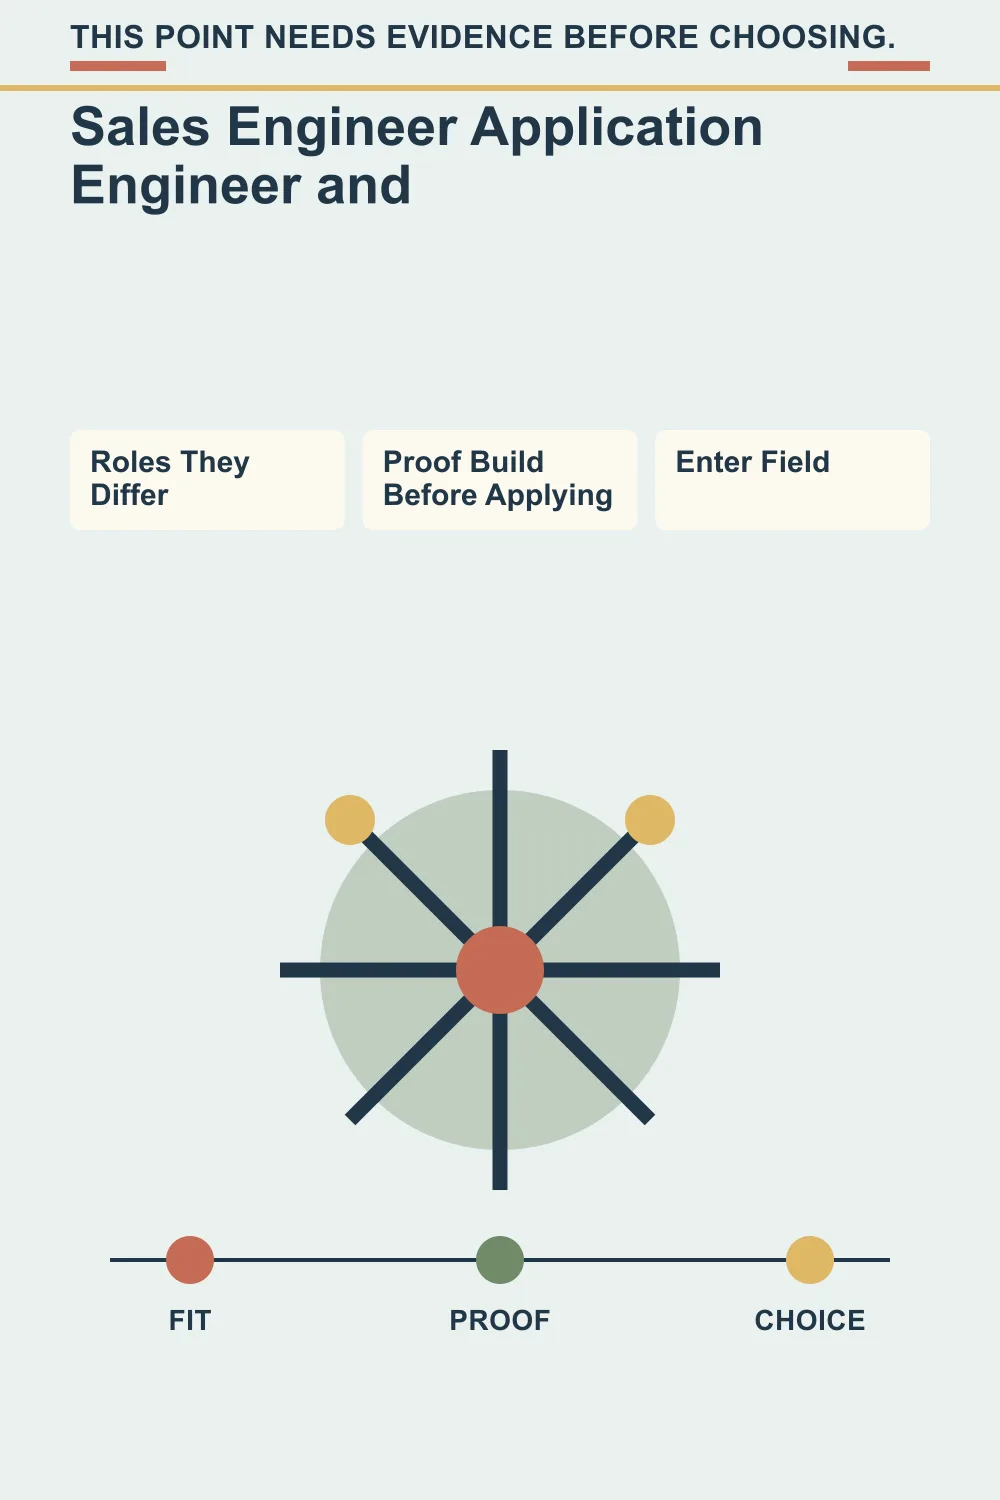 THIS POINT NEEDS EVIDENCE BEFORE CHOOSING.
Sales Engineer Application
Engineer and
Roles They
Differ
Proof Build
Before Applying
Enter Field
FIT
PROOF
CHOICE